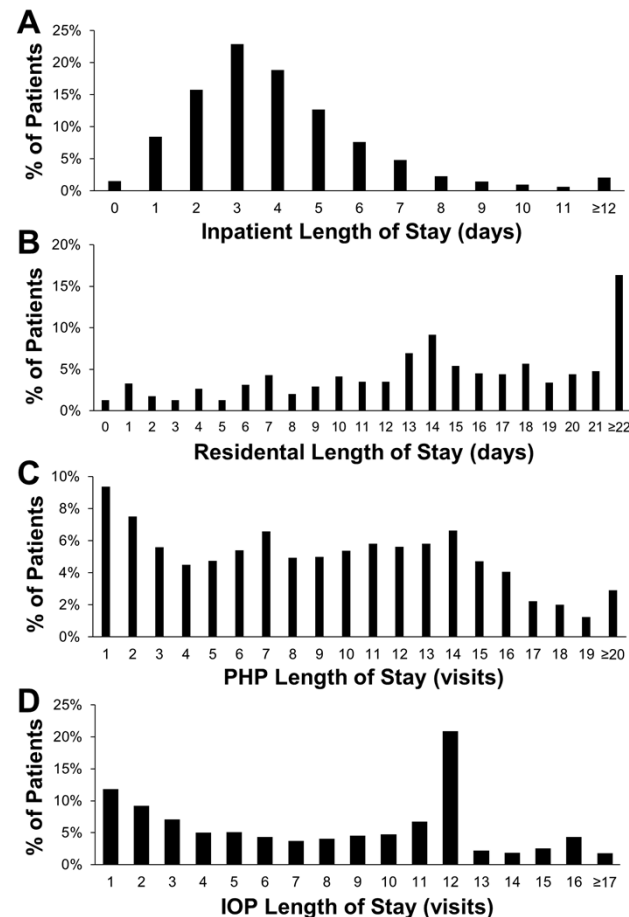 A
% of Patients
25%
20%
15%
10%
5%
0%
0 1 2 3 4 5 6 7 8 9 10 11 ≥12
Inpatient Length of Stay (days)
B
% of Patients
20%
15%
10%
5%
0%
0 1 2 3 4 5 6 7 8 9 10 11 12 13 14 15 16 17 18 19 20 21 ≥22
Residental Length of Stay (days)
C
% of Patients
10%
8%
6%
4%
2%
0%
1 2 3 4 5 6 7 8 9 10 11 12 13 14 15 16 17 18 19 ≥20
PHP Length of Stay (visits)
D
% of Patients
25%
20%
15%
10%
5%
0%
1 2 3 4 5 6 7 8 9 10 11 12 13 14 15 16 ≥17
IOP Length of Stay (visits)